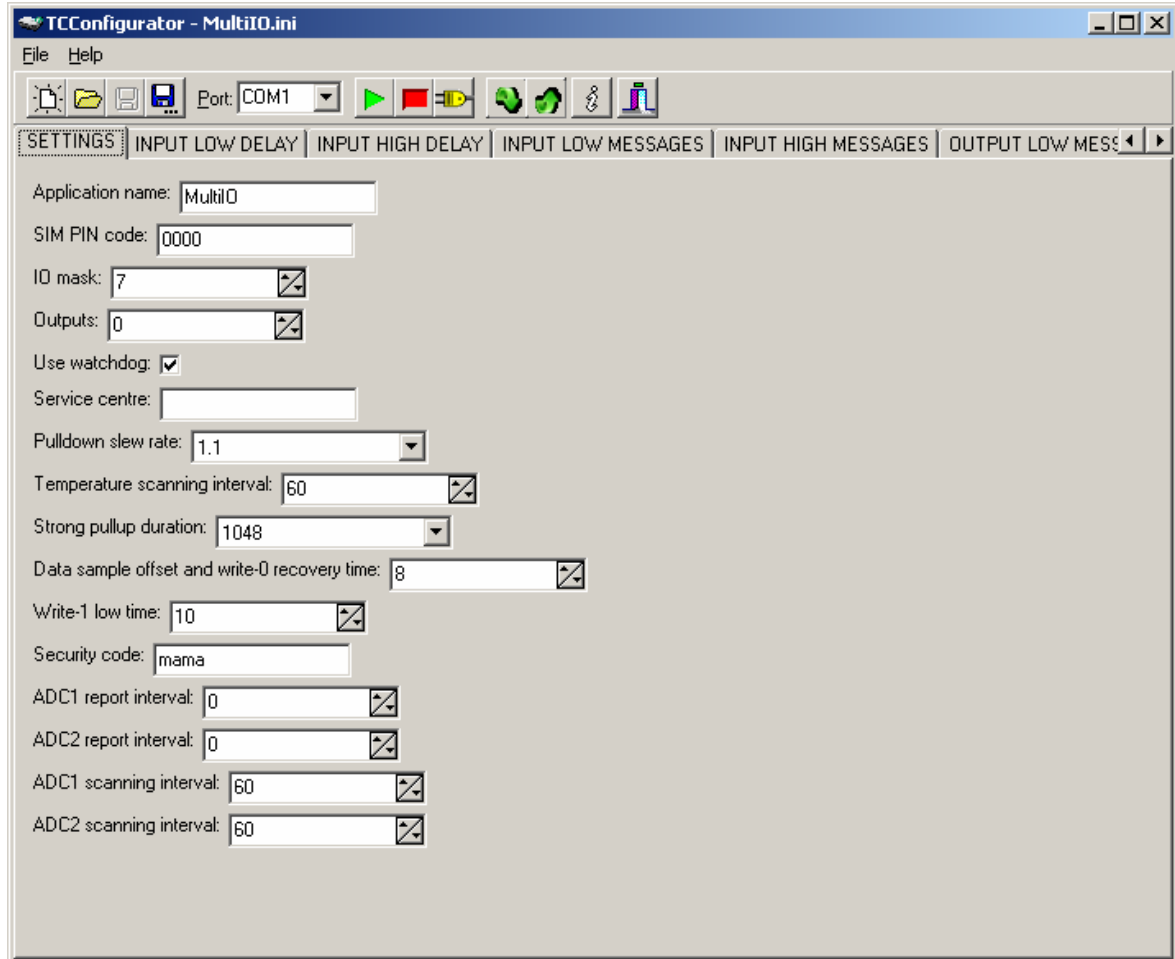 TCConfigurator - MultiIO.ini
File Help
Port: COM1
SETTINGS INPUT LOW DELAY INPUT HIGH DELAY INPUT LOW MESSAGES INPUT HIGH MESSAGES OUTPUT LOW MESS
Application name: MultiIO
SIM PIN code: 0000
IO mask: 7
Outputs: 0
Use watchdog:
Service centre:
Pulldown slew rate: 1.1
Temperature scanning interval: 60
Strong pullup duration: 1048
Data sample offset and write-0 recovery time: 8
Write-1 low time: 10
Security code: mama
ADC1 report interval: 0
ADC2 report interval: 0
ADC1 scanning interval: 60
ADC2 scanning interval: 60